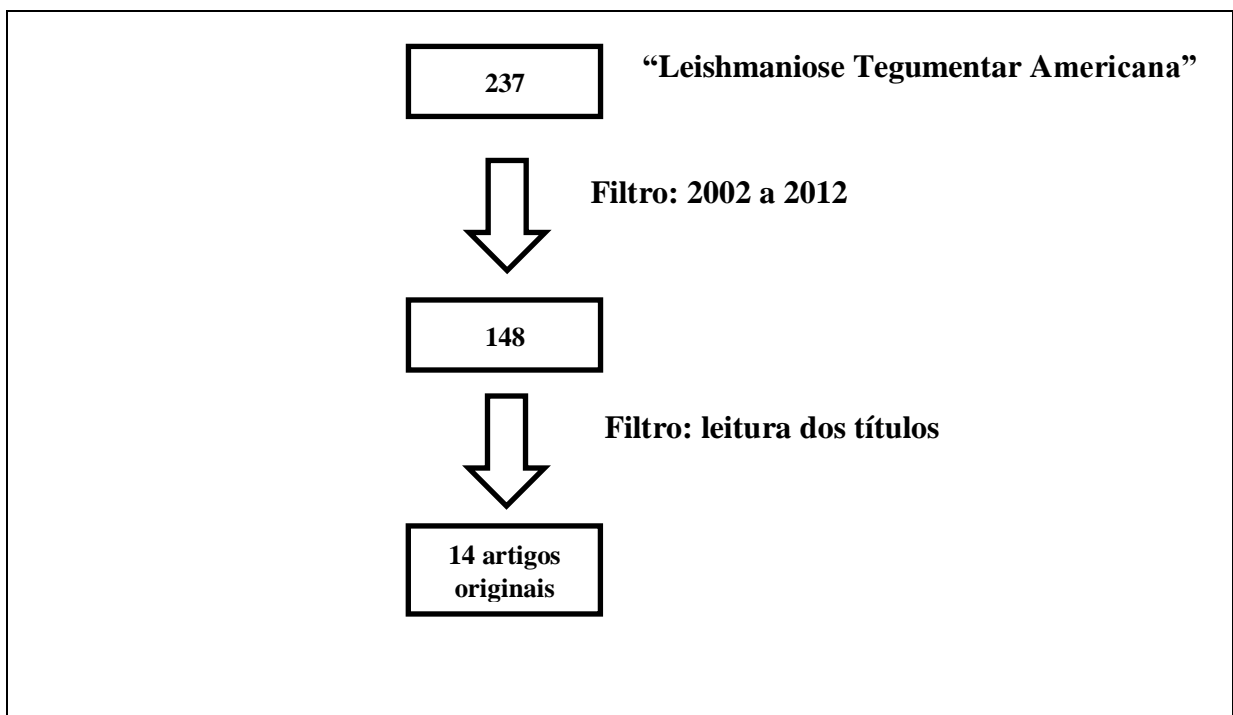 237
“Leishmaniose Tegumentar Americana”
Filtro: 2002 a 2012
148
Filtro: leitura dos títulos
14 artigos
originais